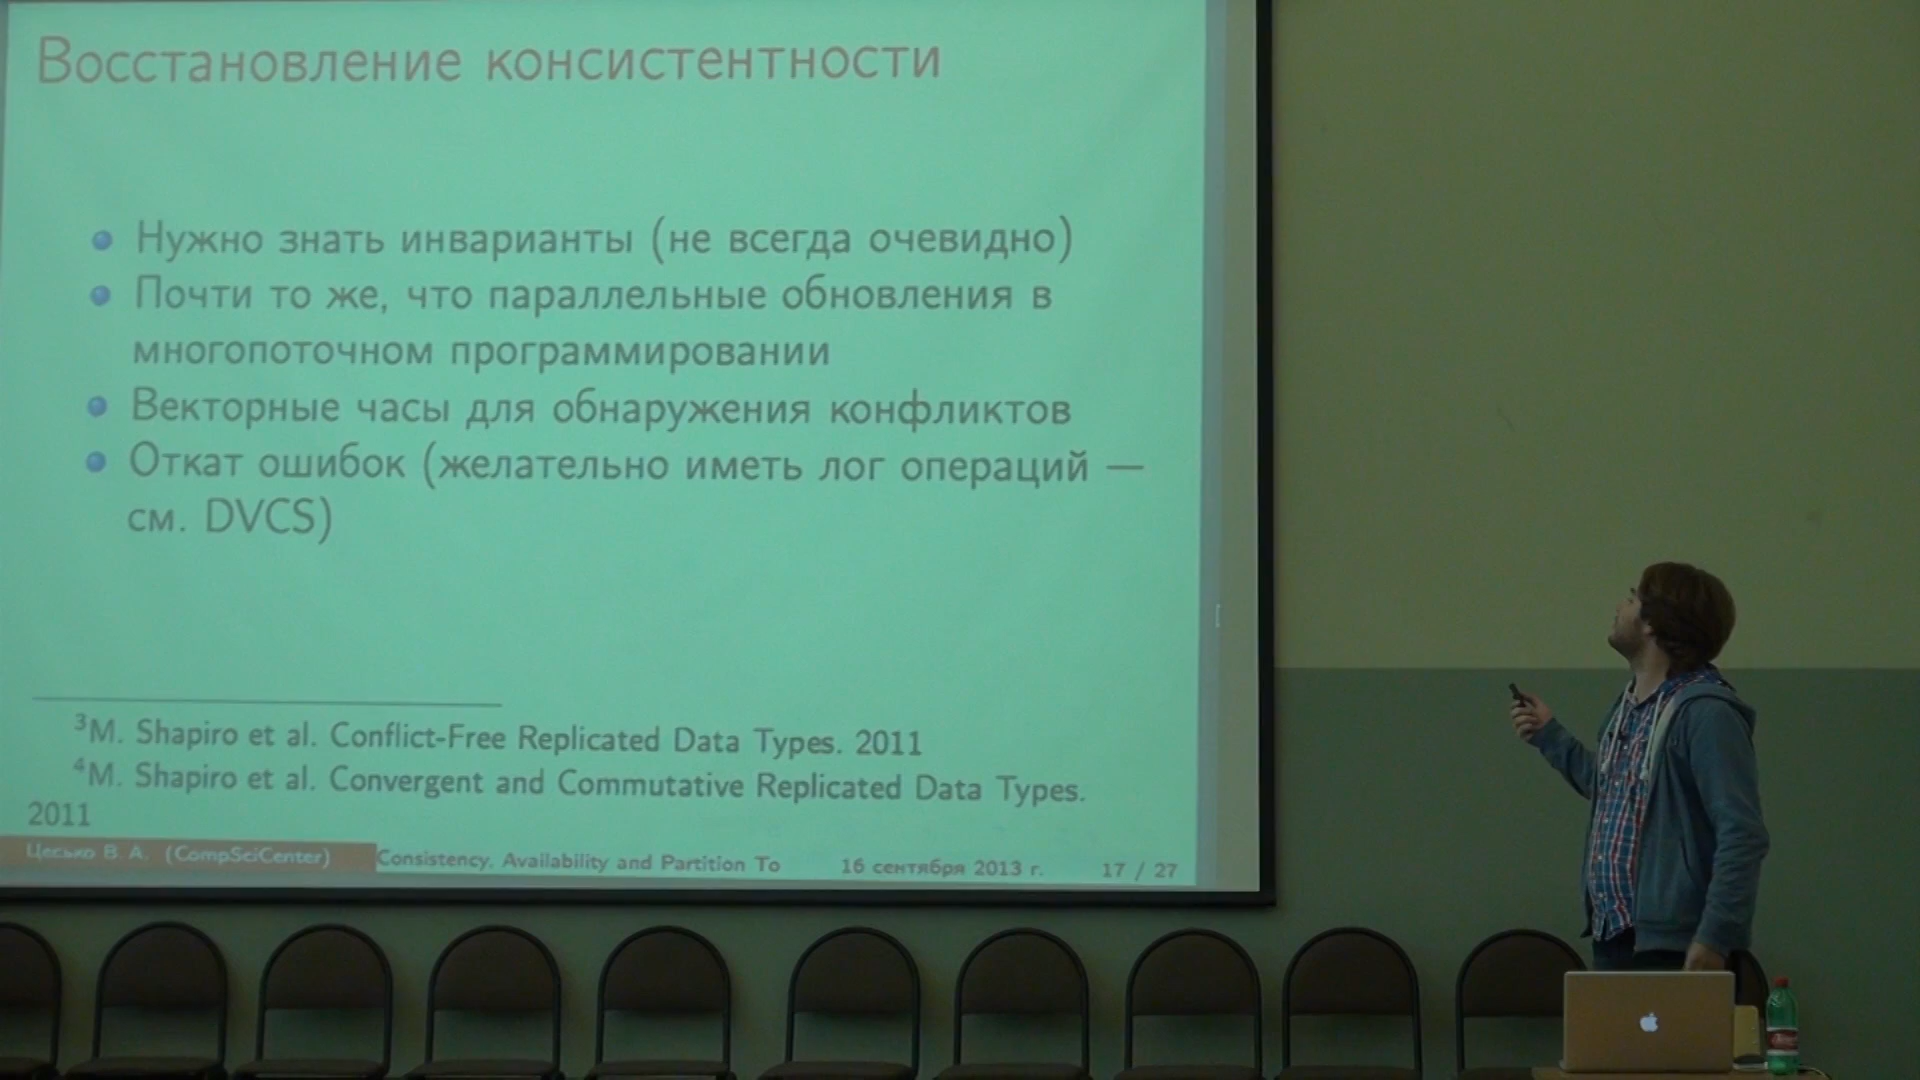 Восстановление консистентности
Нужно знать инварианты (не всегда очевидно)
Почти то же, что параллельные обновления в
многопоточном программировании
Векторные часы для обнаружения конфликтов
Откат ошибок (желательно иметь лог операций —
см. DVCS)
³M. Shapiro et al. Conflict-Free Replicated Data Types. 2011
⁴M. Shapiro et al. Convergent and Commutative Replicated Data Types.
2011
Цесько В. А. (CompSciCenter) Consistency, Availability and Partition To 16 сентября 2013 г. 17 / 27